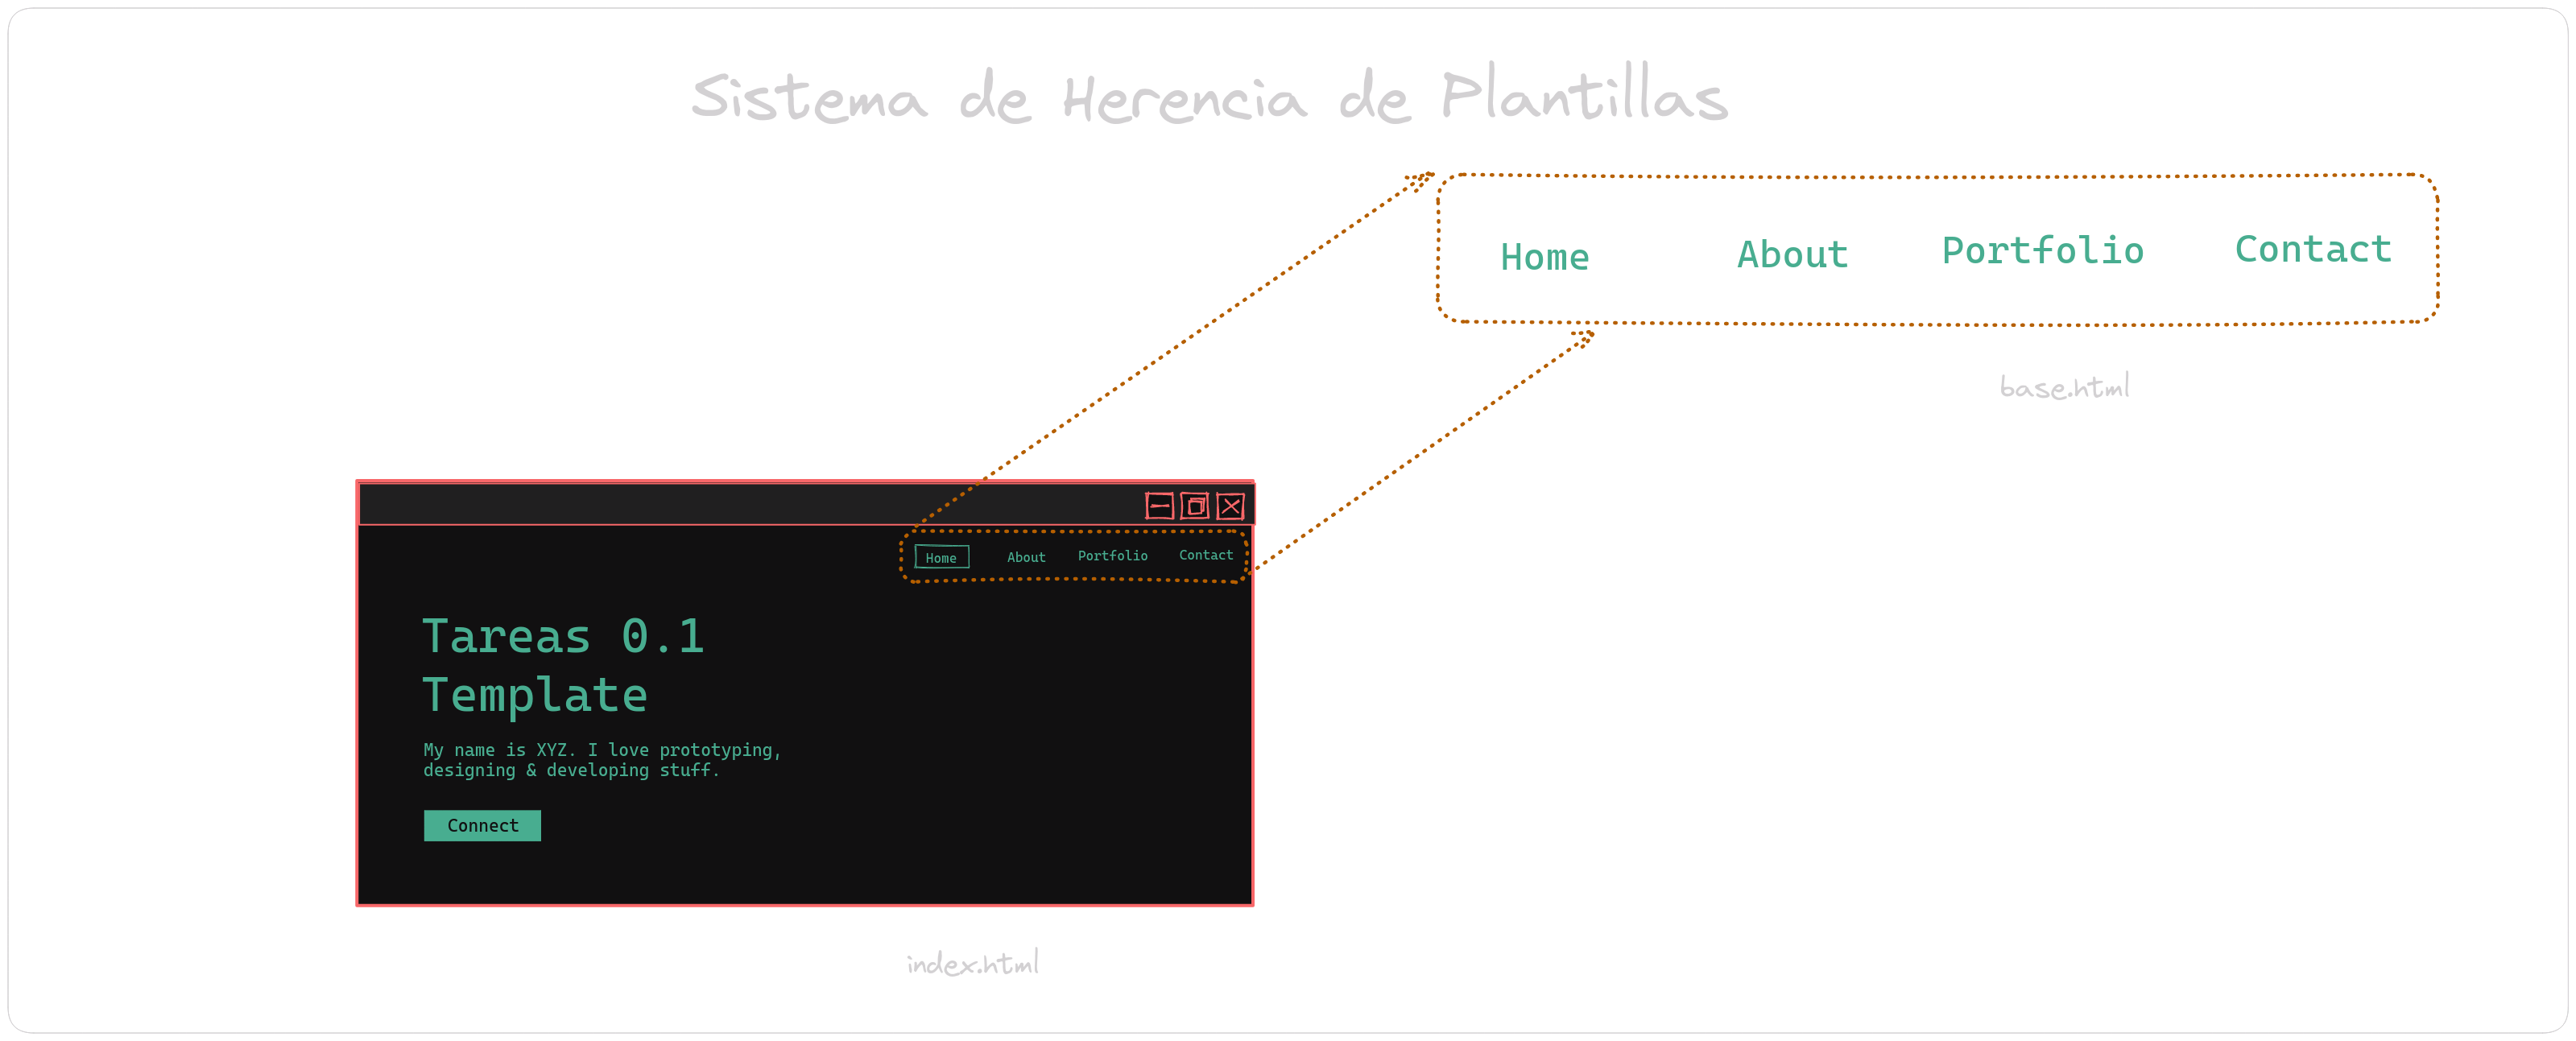 Sistema de Herencia de Plantillas
Home About Portfolio Contact
base.html
Home About Portfolio Contact
Tareas 0.1
Template
My name is XYZ. I love prototyping,
designing & developing stuff.
Connect
index.html